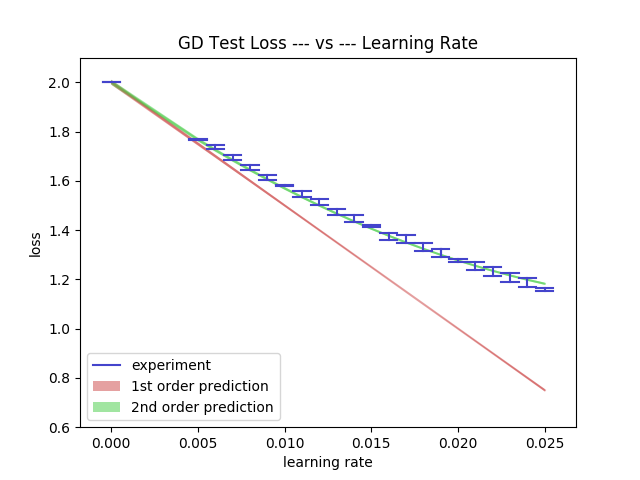 GD Test Loss --- vs --- Learning Rate
2.0
1.8
1.6
1.4
1.2
1.0
0.8
0.6
loss
experiment
1st order prediction
2nd order prediction
0.000 0.005 0.010 0.015 0.020 0.025
learning rate